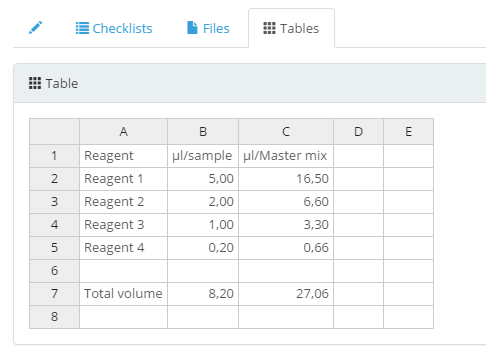 Checklists Files Tables
Table
A B C D E
1 Reagent µl/sample µl/Master mix
2 Reagent 1 5,00 16,50
3 Reagent 2 2,00 6,60
4 Reagent 3 1,00 3,30
5 Reagent 4 0,20 0,66
6
7 Total volume 8,20 27,06
8